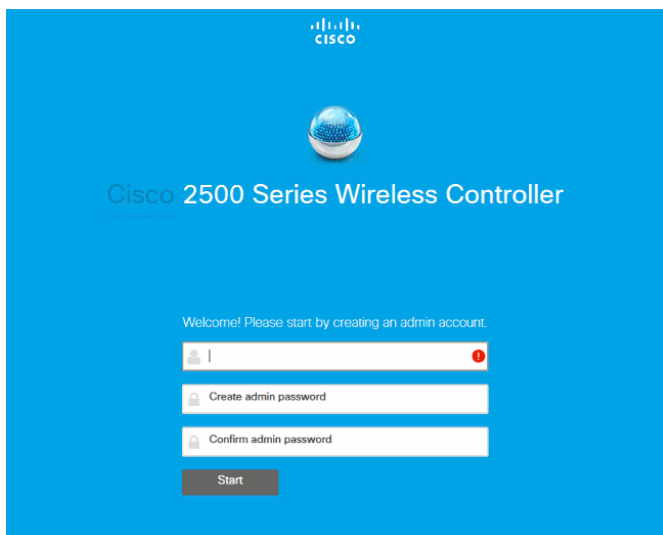 CISCO
Cisco 2500 Series Wireless Controller
Welcome! Please start by creating an admin account.
Create admin password
Confirm admin password
Start